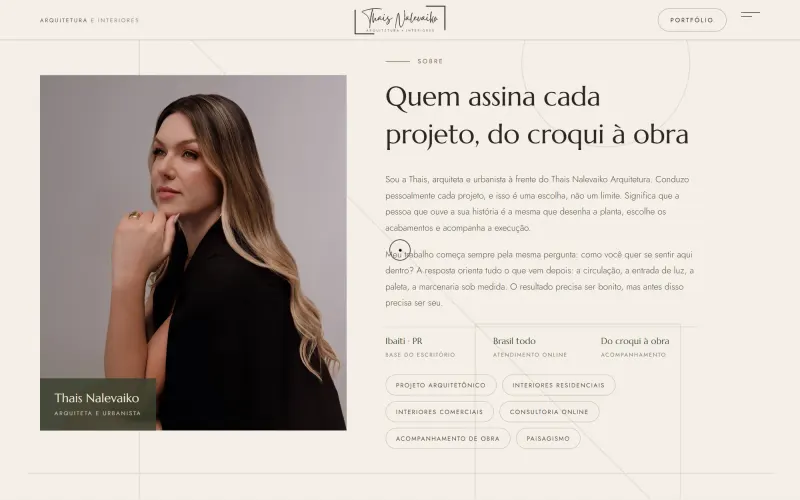 ARQUITETURA E INTERIORES
Thais Nalevaiko
ARQUITETURA + INTERIORES
PORTFÓLIO
SOBRE
Quem assina cada
projeto, do croqui à obra
Sou a Thais, arquiteta e urbanista à frente do Thais Nalevaiko Arquitetura. Conduzo
pessoalmente cada projeto, e isso é uma escolha, não um limite. Significa que a
pessoa que ouve a sua história é a mesma que desenha a planta, escolhe os
acabamentos e acompanha a execução.
Meu trabalho começa sempre pela mesma pergunta: como você quer se sentir aqui
dentro? A resposta orienta tudo o que vem depois: a circulação, a entrada de luz, a
paleta, a marcenaria sob medida. O resultado precisa ser bonito, mas antes disso
precisa ser seu.
Ibaiti · PR
BASE DO ESCRITÓRIO
Brasil todo
ATENDIMENTO ONLINE
Do croqui à obra
ACOMPANHAMENTO
PROJETO ARQUITETÔNICO
INTERIORES RESIDENCIAIS
INTERIORES COMERCIAIS
CONSULTORIA ONLINE
ACOMPANHAMENTO DE OBRA
PAISAGISMO
Thais Nalevaiko
ARQUITETA E URBANISTA